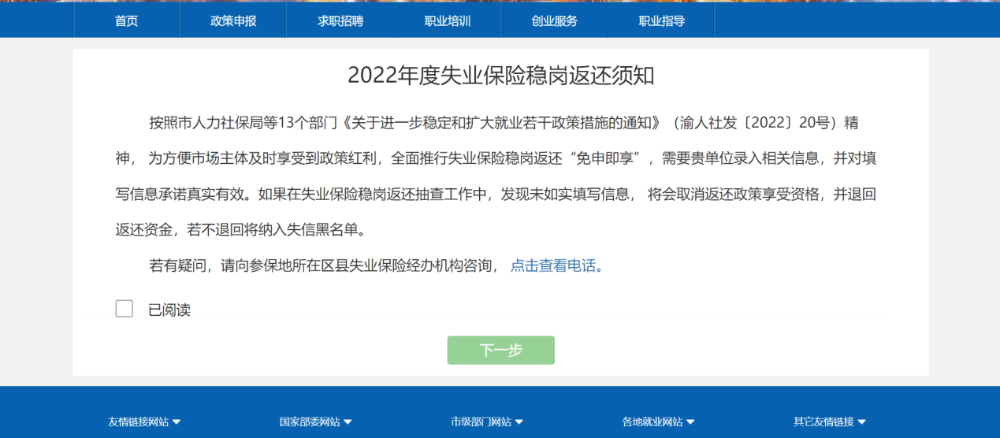 首页 政策申报 求职招聘 职业培训 创业服务 职业指导
2022年度失业保险稳岗返还须知
按照市人力社保局等13个部门《关于进一步稳定和扩大就业若干政策措施的通知》（渝人社发〔2022〕20号）精
神， 为方便市场主体及时享受到政策红利，全面推行失业保险稳岗返还“免申即享”，需要贵单位录入相关信息，并对填
写信息承诺真实有效。如果在失业保险稳岗返还抽查工作中，发现未如实填写信息， 将会取消返还政策享受资格，并退回
返还资金，若不退回将纳入失信黑名单。
若有疑问，请向参保地所在区县失业保险经办机构咨询， 点击查看电话。
已阅读
下一步
友情链接网站 国家部委网站 市级部门网站 各地就业网站 其它友情链接